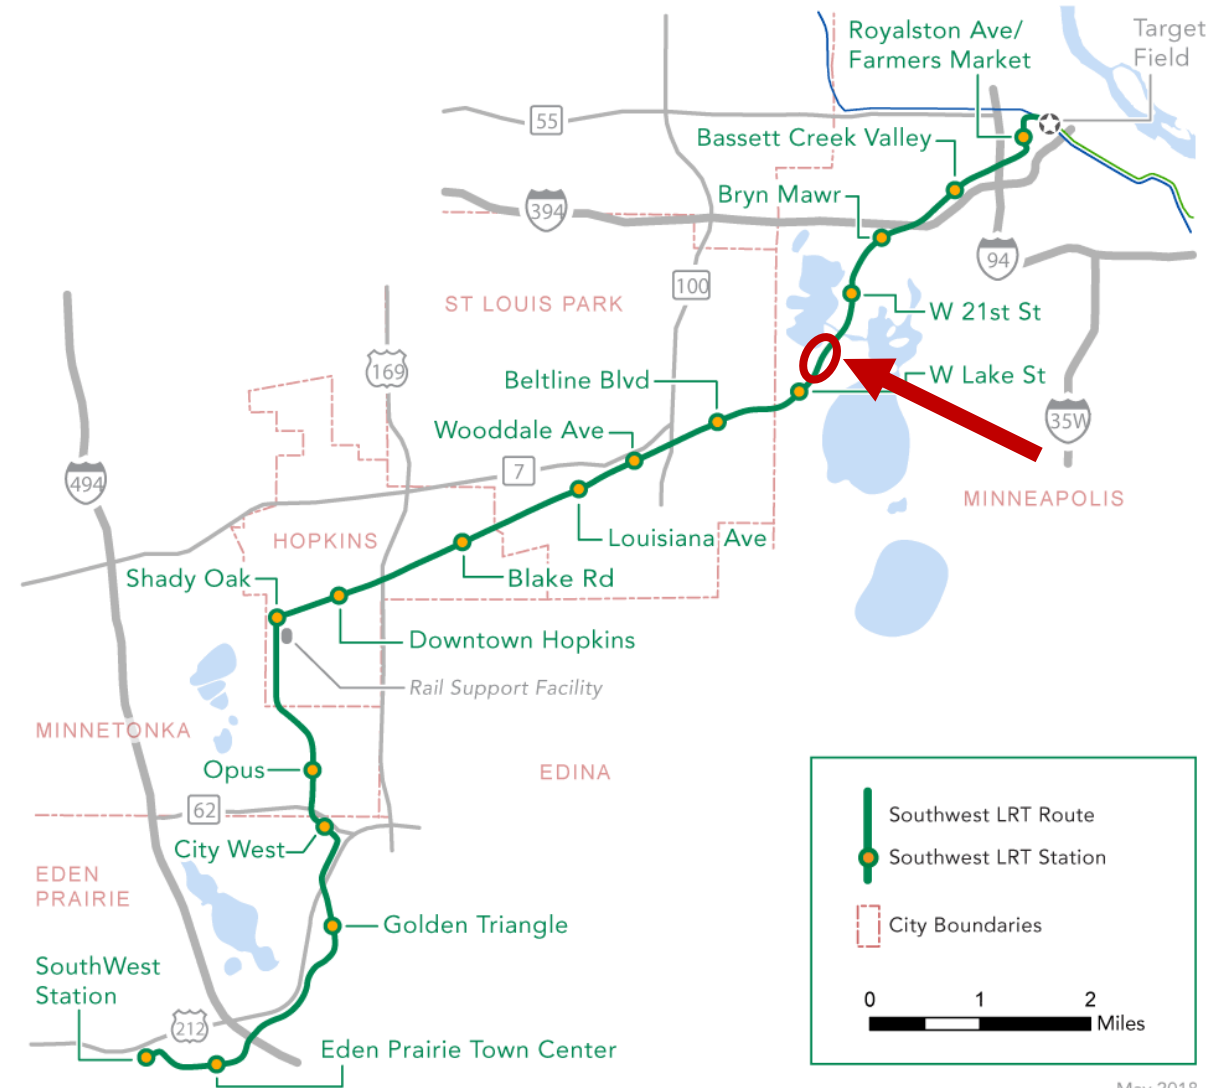 Royalston Ave/
Farmers Market
Target
Field
55
Bassett Creek Valley
Bryn Mawr
394
94
100
ST LOUIS PARK
W 21st St
169
Beltline Blvd
W Lake St
35W
Wooddale Ave
7
494
MINNEAPOLIS
HOPKINS
Louisiana Ave
Shady Oak
Blake Rd
Downtown Hopkins
Rail Support Facility
MINNETONKA
Opus
EDINA
62
City West
EDEN
PRAIRIE
Golden Triangle
SouthWest
Station
212
Eden Prairie Town Center
Southwest LRT Route
Southwest LRT Station
City Boundaries
0 1 2
Miles
May 2018